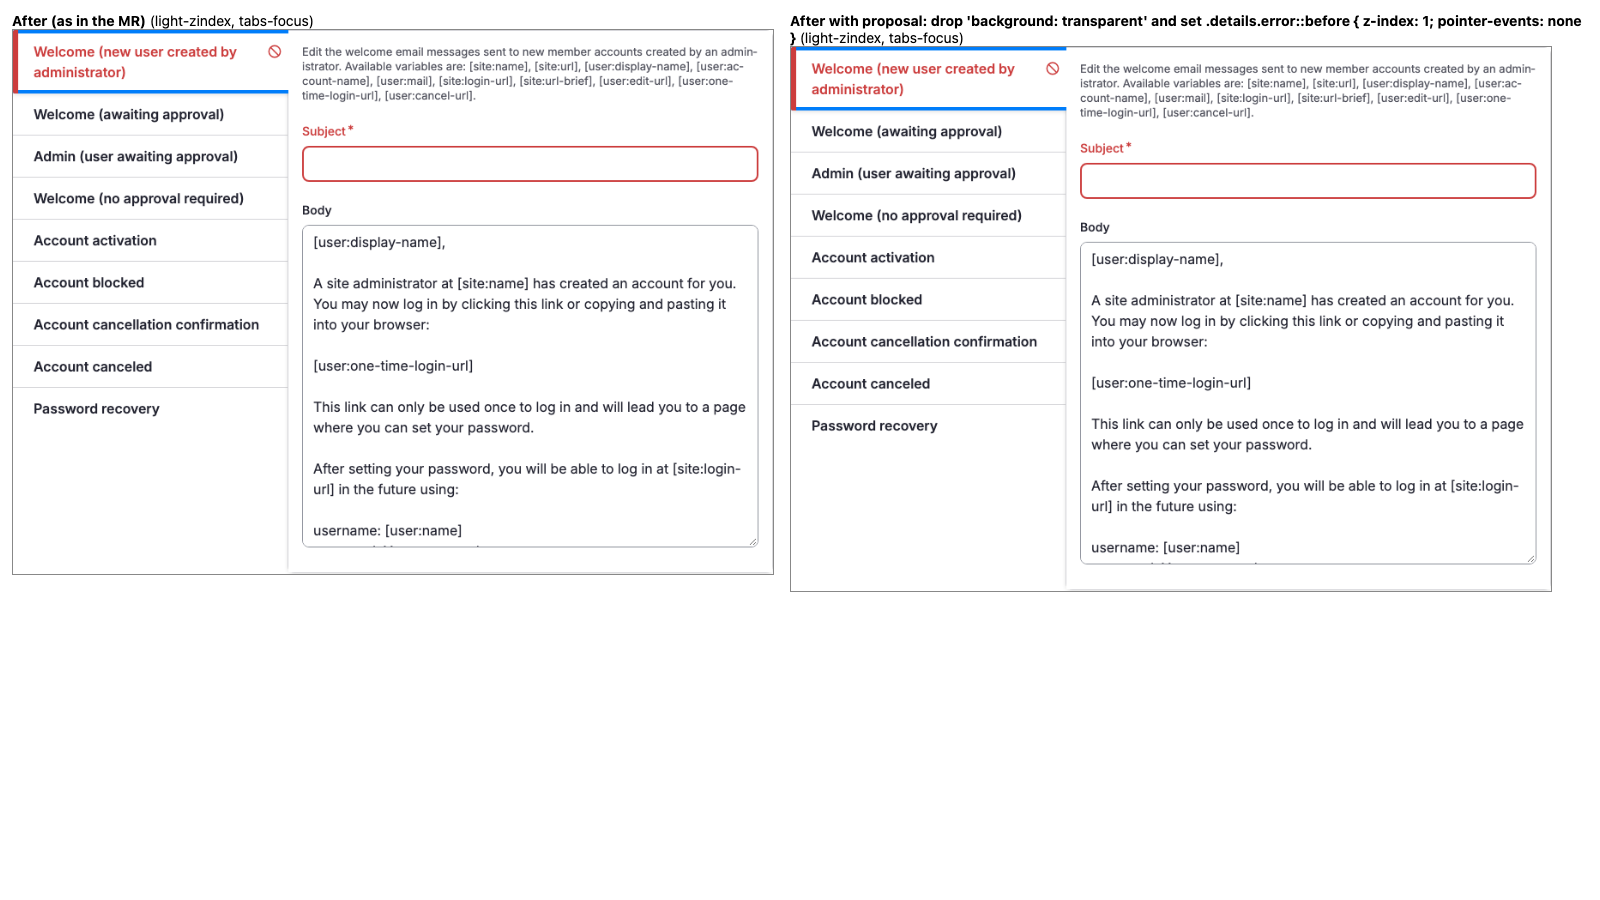 After (as in the MR) (light-zindex, tabs-focus)
Welcome (new user created by
administrator)
Welcome (awaiting approval)
Admin (user awaiting approval)
Welcome (no approval required)
Account activation
Account blocked
Account cancellation confirmation
Account canceled
Password recovery
Edit the welcome email messages sent to new member accounts created by an admin-
istrator. Available variables are: [site:name], [site:url], [user:display-name], [user:ac-
count-name], [user:mail], [site:login-url], [site:url-brief], [user:edit-url], [user:one-
time-login-url], [user:cancel-url].
Subject *
Body
[user:display-name],
A site administrator at [site:name] has created an account for you.
You may now log in by clicking this link or copying and pasting it
into your browser:
[user:one-time-login-url]
This link can only be used once to log in and will lead you to a page
where you can set your password.
After setting your password, you will be able to log in at [site:login-
url] in the future using:
username: [user:name]
After with proposal: drop 'background: transparent' and set .details.error::before { z-index: 1; pointer-events: none
} (light-zindex, tabs-focus)
Welcome (new user created by
administrator)
Welcome (awaiting approval)
Admin (user awaiting approval)
Welcome (no approval required)
Account activation
Account blocked
Account cancellation confirmation
Account canceled
Password recovery
Edit the welcome email messages sent to new member accounts created by an admin-
istrator. Available variables are: [site:name], [site:url], [user:display-name], [user:ac-
count-name], [user:mail], [site:login-url], [site:url-brief], [user:edit-url], [user:one-
time-login-url], [user:cancel-url].
Subject *
Body
[user:display-name],
A site administrator at [site:name] has created an account for you.
You may now log in by clicking this link or copying and pasting it
into your browser:
[user:one-time-login-url]
This link can only be used once to log in and will lead you to a page
where you can set your password.
After setting your password, you will be able to log in at [site:login-
url] in the future using:
username: [user:name]